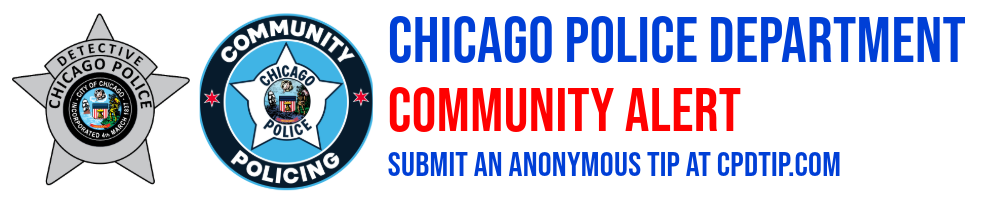 DETECTIVE
CHICAGO POLICE
CITY OF CHICAGO
INCORPORATED 4th MARCH 1837
COMMUNITY
CHICAGO
POLICE
POLICING
CHICAGO POLICE DEPARTMENT
COMMUNITY ALERT
SUBMIT AN ANONYMOUS TIP AT CPDTIP.COM